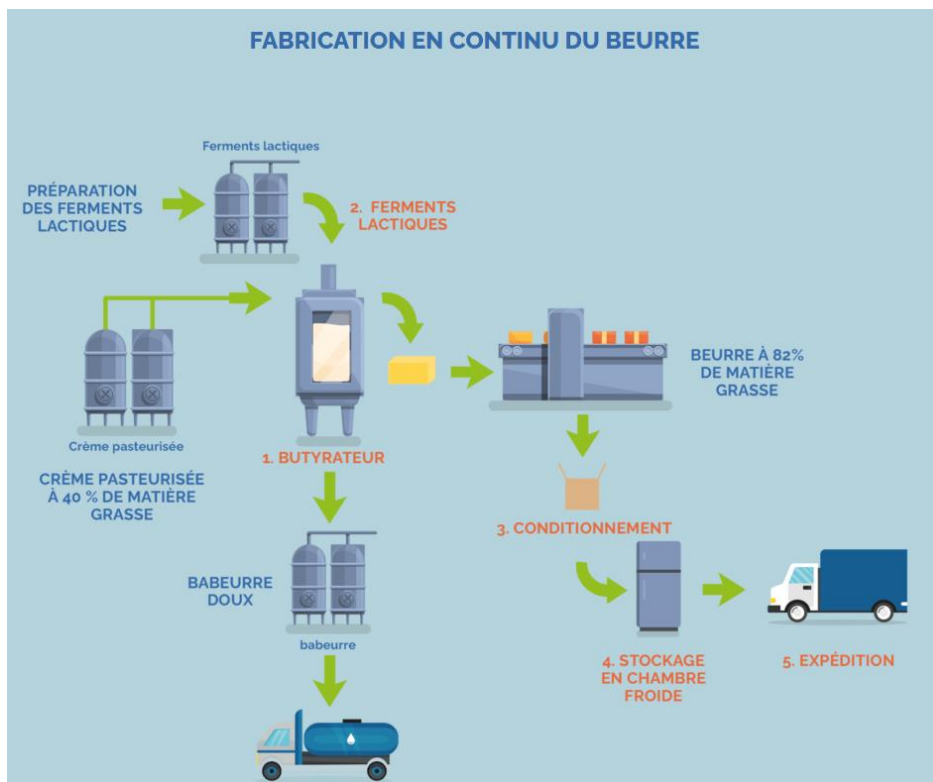 FABRICATION EN CONTINU DU BEURRE
Ferments lactiques
PRÉPARATION
DES FERMENTS
LACTIQUES
2. FERMENTS
LACTIQUES
BEURRE À 82%
DE MATIÈRE
GRASSE
Crème pasteurisée
CRÈME PASTEURISÉE
À 40 % DE MATIÈRE
GRASSE
1. BUTYRATEUR
3. CONDITIONNEMENT
BABEURRE
DOUX
babeurre
4. STOCKAGE
EN CHAMBRE
FROIDE
5. EXPÉDITION